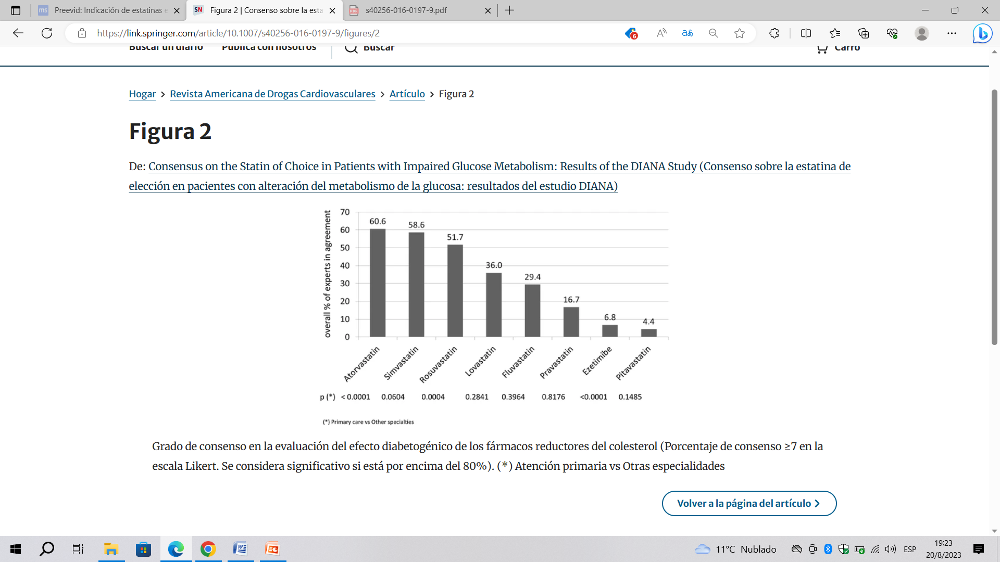 Preevid: Indicación de estatinas e
Figura 2 | Consenso sobre la esta
s40256-016-0197-9.pdf
https://link.springer.com/article/10.1007/s40256-016-0197-9/figures/2
6
Buscar un diario
Publica con nosotros
Buscar
Carro
Hogar > Revista Americana de Drogas Cardiovasculares > Artículo > Figura 2
Figura 2
De: Consensus on the Statin of Choice in Patients with Impaired Glucose Metabolism: Results of the DIANA Study (Consenso sobre la estatina de
elección en pacientes con alteración del metabolismo de la glucosa: resultados del estudio DIANA)
overall % of experts in agreement
70
60
50
40
30
20
10
0
60.6
58.6
51.7
36.0
29.4
16.7
6.8
4.4
Atorvastatin
Simvastatin
Rosuvastatin
Lovastatin
Fluvastatin
Pravastatin
Ezetimibe
Pitavastatin
p (*) < 0.0001 0.0604 0.0004 0.2841 0.3964 0.8176 <0.0001 0.1485
(*) Primary care vs Other specialties
Grado de consenso en la evaluación del efecto diabetogénico de los fármacos reductores del colesterol (Porcentaje de consenso ≥7 en la
escala Likert. Se considera significativo si está por encima del 80%). (*) Atención primaria vs Otras especialidades
Volver a la página del artículo >
11°C Nublado
ESP
19:23
20/8/2023